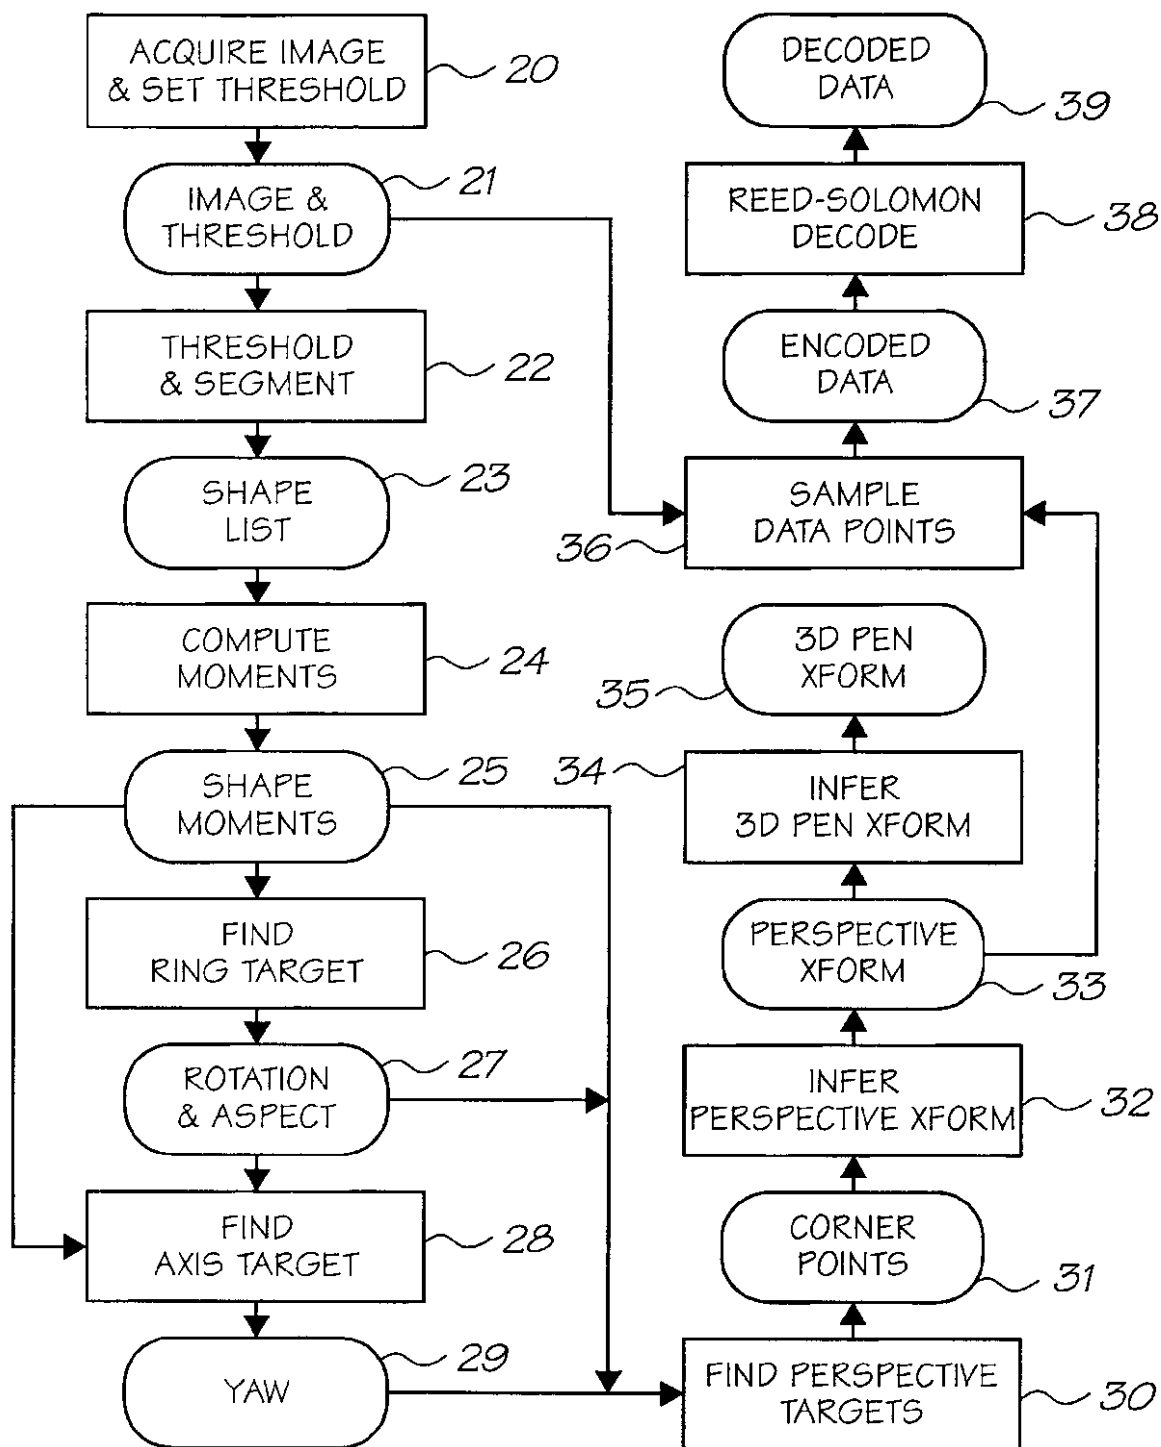 ACQUIRE IMAGE
& SET THRESHOLD
20
IMAGE &
THRESHOLD
21
THRESHOLD
& SEGMENT
22
SHAPE
LIST
23
COMPUTE
MOMENTS
24
SHAPE
MOMENTS
25
FIND
RING TARGET
26
ROTATION
& ASPECT
27
FIND
AXIS TARGET
28
YAW
29
DECODED
DATA
39
REED-SOLOMON
DECODE
38
ENCODED
DATA
37
SAMPLE
DATA POINTS
36
3D PEN
XFORM
35
INFER
3D PEN XFORM
34
PERSPECTIVE
XFORM
33
INFER
PERSPECTIVE XFORM
32
CORNER
POINTS
31
FIND PERSPECTIVE
TARGETS
30